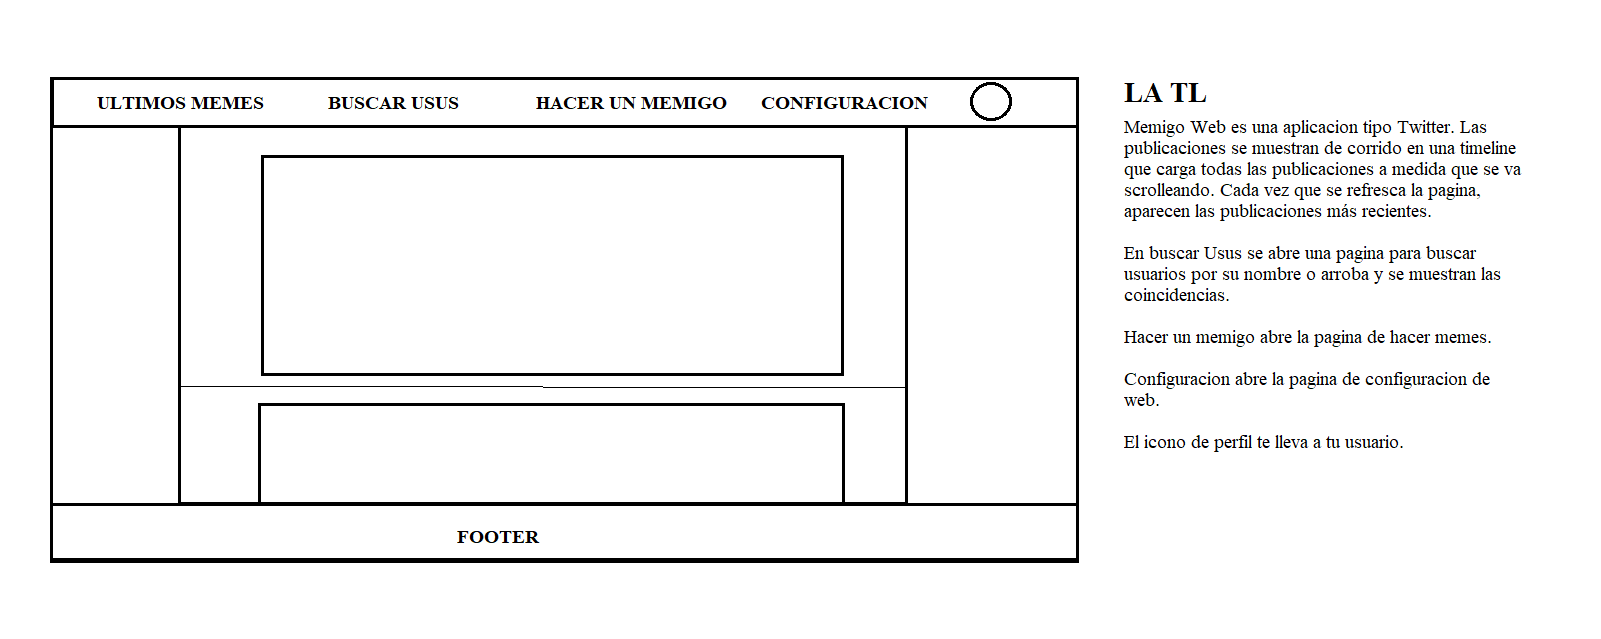 ULTIMOS MEMES BUSCAR USUS HACER UN MEMIGO CONFIGURACION
FOOTER
LA TL
Memigo Web es una aplicacion tipo Twitter. Las
publicaciones se muestran de corrido en una timeline
que carga todas las publicaciones a medida que se va
scrolleando. Cada vez que se refresca la pagina,
aparecen las publicaciones más recientes.
En buscar Usus se abre una pagina para buscar
usuarios por su nombre o arroba y se muestran las
coincidencias.
Hacer un memigo abre la pagina de hacer memes.
Configuracion abre la pagina de configuracion de
web.
El icono de perfil te lleva a tu usuario.